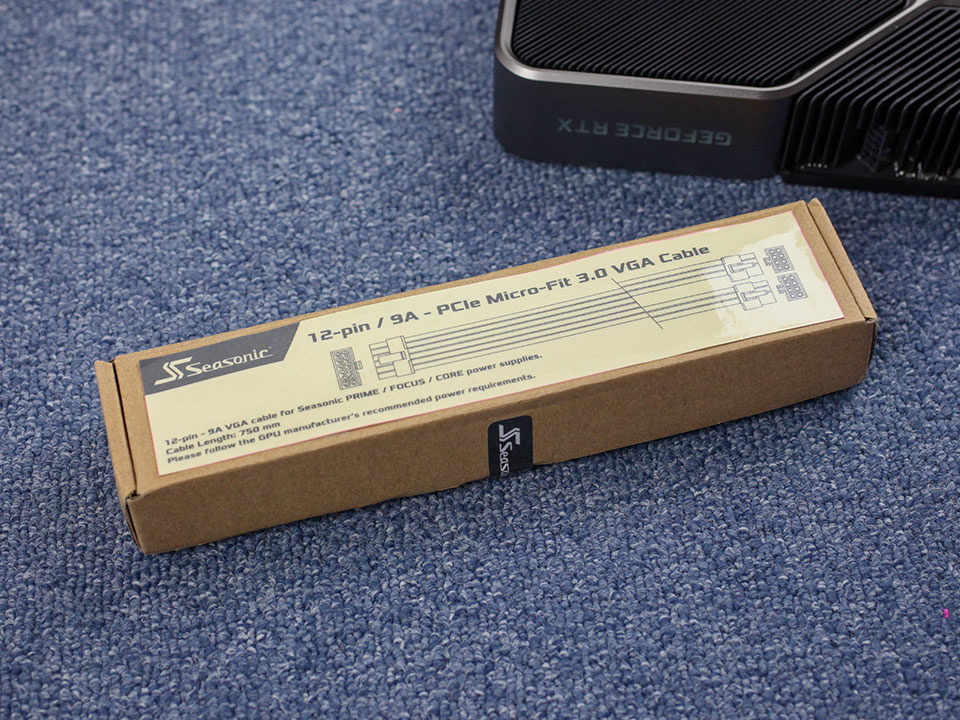 GEFORCE RTX
12-pin / 9A - PCIe Micro-Fit 3.0 VGA Cable
Seasonic
12-pin - 9A VGA cable for Seasonic PRIME / FOCUS / CORE power supplies.
Cable Length: 750 mm
Please follow the GPU manufacturer's recommended power requirements.